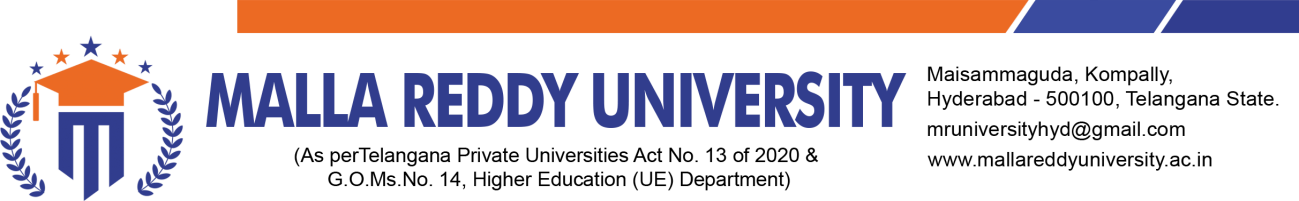 MALLA REDDY UNIVERSITY
(As perTelangana Private Universities Act No. 13 of 2020 &
G.O.Ms.No. 14, Higher Education (UE) Department)
Maisammaguda, Kompally,
Hyderabad - 500100, Telangana State.
mruniversityhyd@gmail.com
www.mallareddyuniversity.ac.in